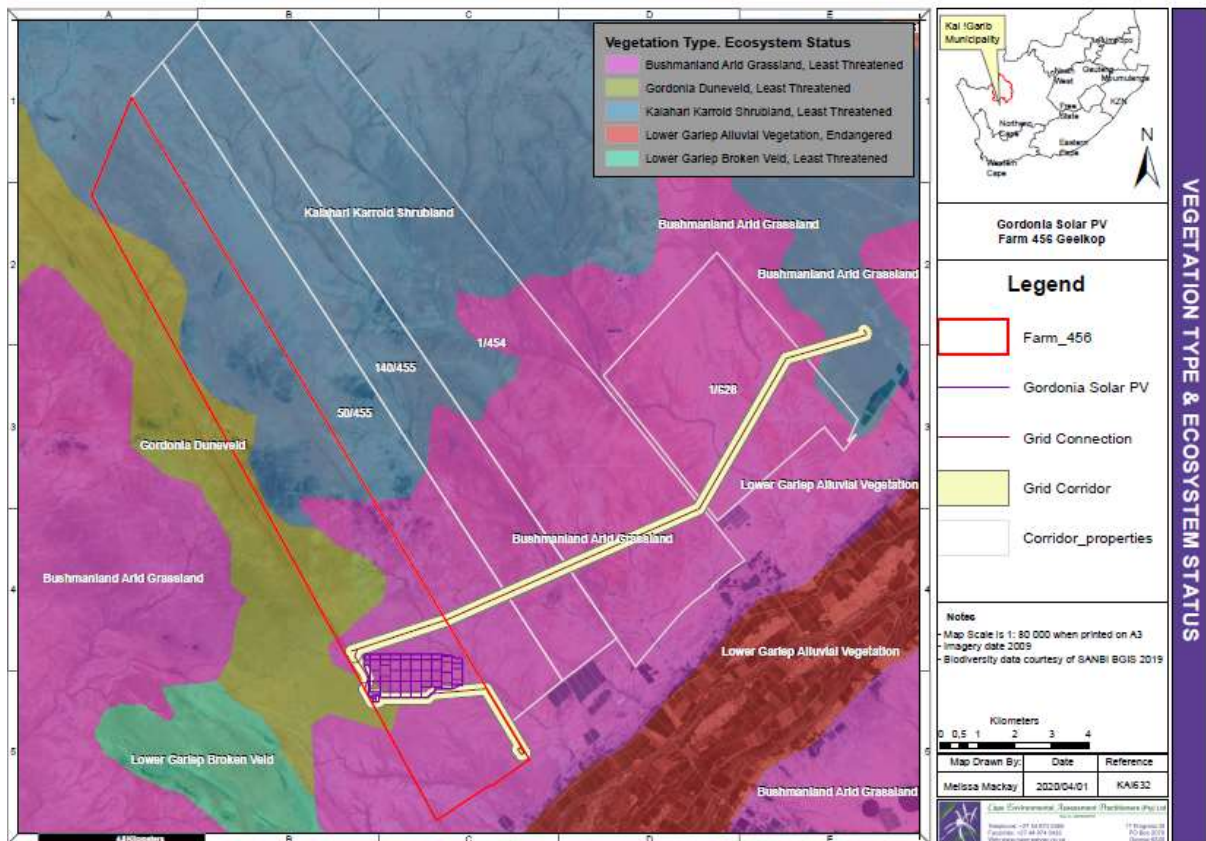 A B C D E
1
2
3
4
5
Vegetation Type. Ecosystem Status
Bushmanland Arid Grassland, Least Threatened
Gordonia Duneveld, Least Threatened
Kalahari Karroid Shrubland, Least Threatened
Lower Gariep Alluvial Vegetation, Endangered
Lower Gariep Broken Veld, Least Threatened
Kalahari Karroid Shrubland
Bushmanland Arid Grassland
Bushmanland Arid Grassland
1/454
140/455
1/628
50/455
Gordonia Duneveld
Lower Gariep Alluvial Vegetation
Bushmanland Arid Grassland
Bushmanland Arid Grassland
Lower Gariep Alluvial Vegetation
Lower Gariep Broken Veld
Bushmanland Arid Grassland
A B C D E
1
2
3
4
5
Kai !Garib
Municipality
North
West
Gauteng
Mpumalanga
KZN
Free
State
Northern
Cape
Eastern
Cape
Western
Cape
N
Gordonia Solar PV
Farm 456 Geelkop
Legend
Farm_456
Gordonia Solar PV
Grid Connection
Grid Corridor
Corridor_properties
Notes
- Map Scale is 1: 80 000 when printed on A3
- Imagery date 2009
- Biodiversity data courtesy of SANBI BGIS 2019
Kilometers
0 0,5 1 2 3 4
Map Drawn By: Date Reference
Melissa Mackay 2020/04/01 KAI632
Cape Environmental Assessment Practitioners (Pty) Ltd
VEGETATION TYPE & ECOSYSTEM STATUS